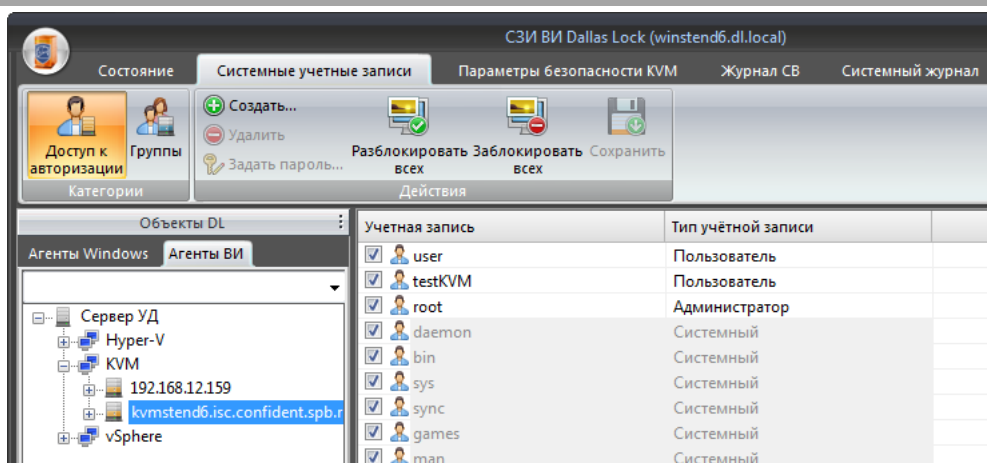 СЗИ ВИ Dallas Lock (winstend6.dl.local)
Состояние Системные учетные записи Параметры безопасности KVM Журнал СВ Системный журнал
Доступ к авторизации
Группы
Категории
Создать...
Удалить
Задать пароль...
Разблокировать всех
Заблокировать всех
Сохранить
Действия
Объекты DL
Агенты Windows Агенты ВИ
Сервер УД
Hyper-V
KVM
192.168.12.159
kvmstend6.isc.confident.spb.r
vSphere
Учетная запись Тип учётной записи
user Пользователь
testKVM Пользователь
root Администратор
daemon Системный
bin Системный
sys Системный
sync Системный
games Системный
man Системный